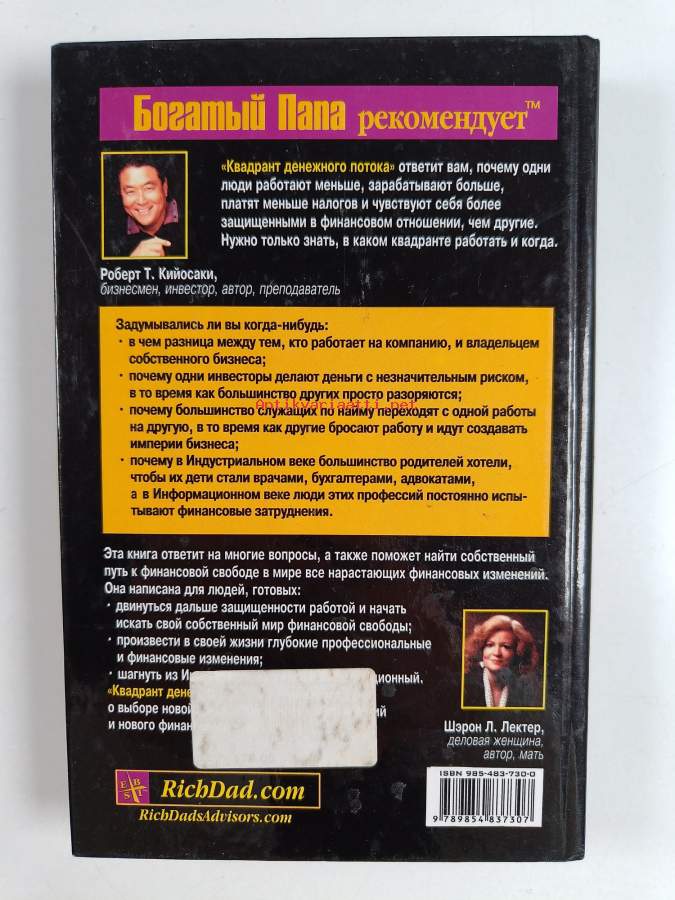 Богатый Папа рекомендует™
«Квадрант денежного потока» ответит вам, почему одни
люди работают меньше, зарабатывают больше,
платят меньше налогов и чувствуют себя более
защищенными в финансовом отношении, чем другие.
Нужно только знать, в каком квадранте работать и когда.
Роберт Т. Кийосаки,
бизнесмен, инвестор, автор, преподаватель
Задумывались ли вы когда-нибудь:
· в чем разница между тем, кто работает на компанию, и владельцем
собственного бизнеса;
· почему одни инвесторы делают деньги с незначительным риском,
в то время как большинство других просто разоряются;
Antikvariaatti.net
· почему большинство служащих по найму переходят с одной работы
на другую, в то время как другие бросают работу и идут создавать
империи бизнеса;
· почему в Индустриальном веке большинство родителей хотели,
чтобы их дети стали врачами, бухгалтерами, адвокатами,
а в Информационном веке люди этих профессий постоянно испы-
тывают финансовые затруднения.
Эта книга ответит на многие вопросы, а также поможет найти собственный
путь к финансовой свободе в мире все нарастающих финансовых изменений.
Она написана для людей, готовых:
· двинуться дальше защищенности работой и начать
искать свой собственный мир финансовой свободы;
· произвести в своей жизни глубокие профессиональные
и финансовые изменения;
· шагнуть из
«Квадрант
о выборе новой
и нового
Шэрон Л. Лектер,
деловая женщина,
автор, мать
E B S T
RichDad.com
RichDadsAdvisors.com
ISBN 985-483-730-0
9 789854 837307